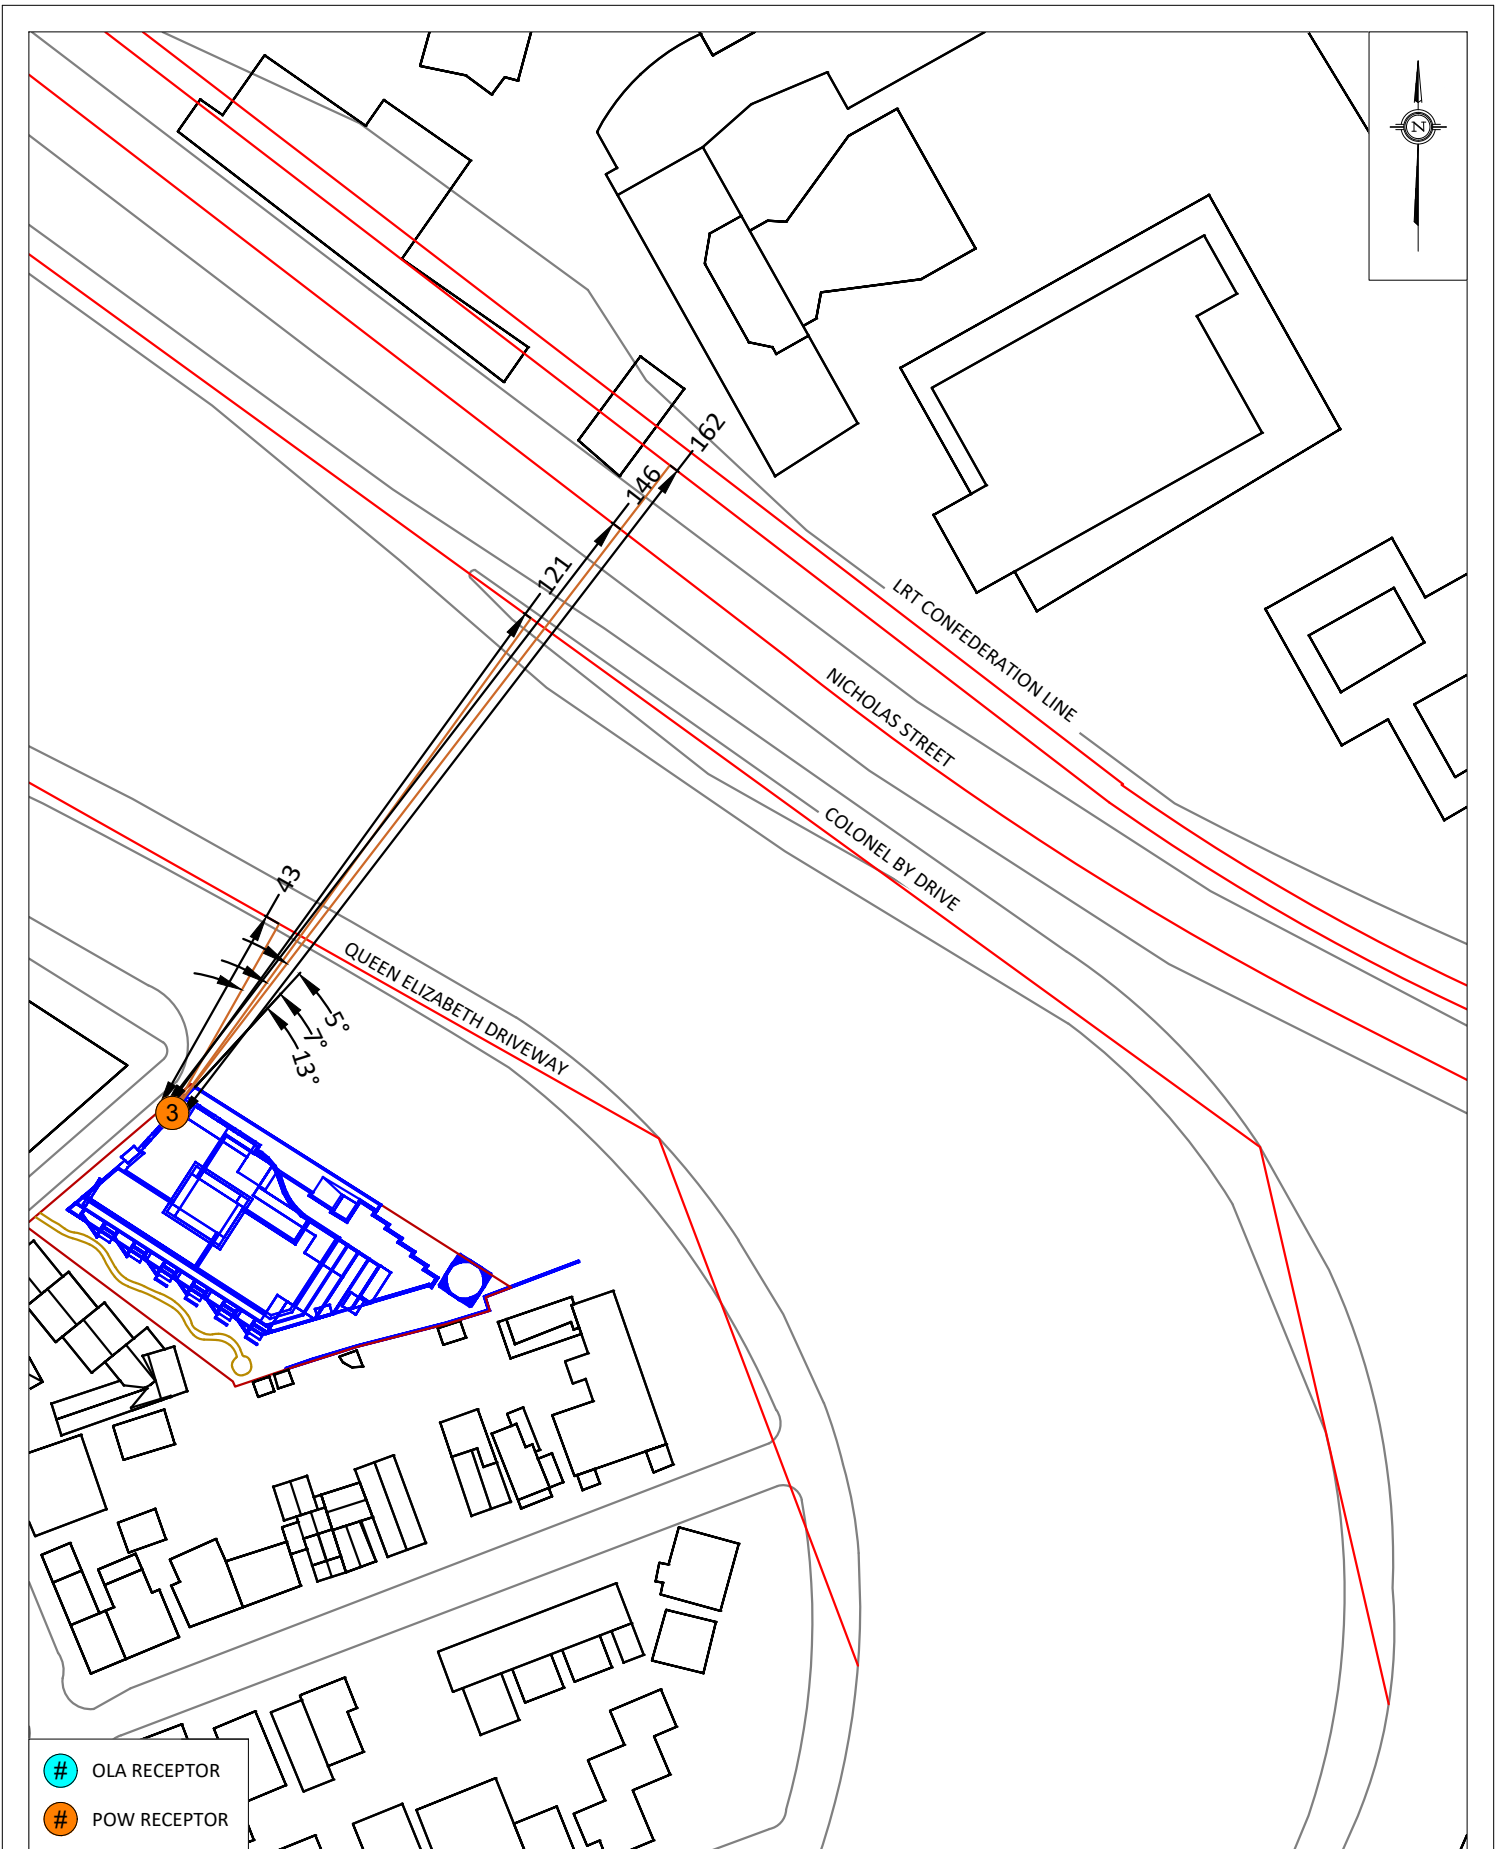 N
162
146
121
LRT CONFEDERATION LINE
NICHOLAS STREET
COLONEL BY DRIVE
43
QUEEN ELIZABETH DRIVEWAY
5°
7°
13°
3
# OLA RECEPTOR
# POW RECEPTOR